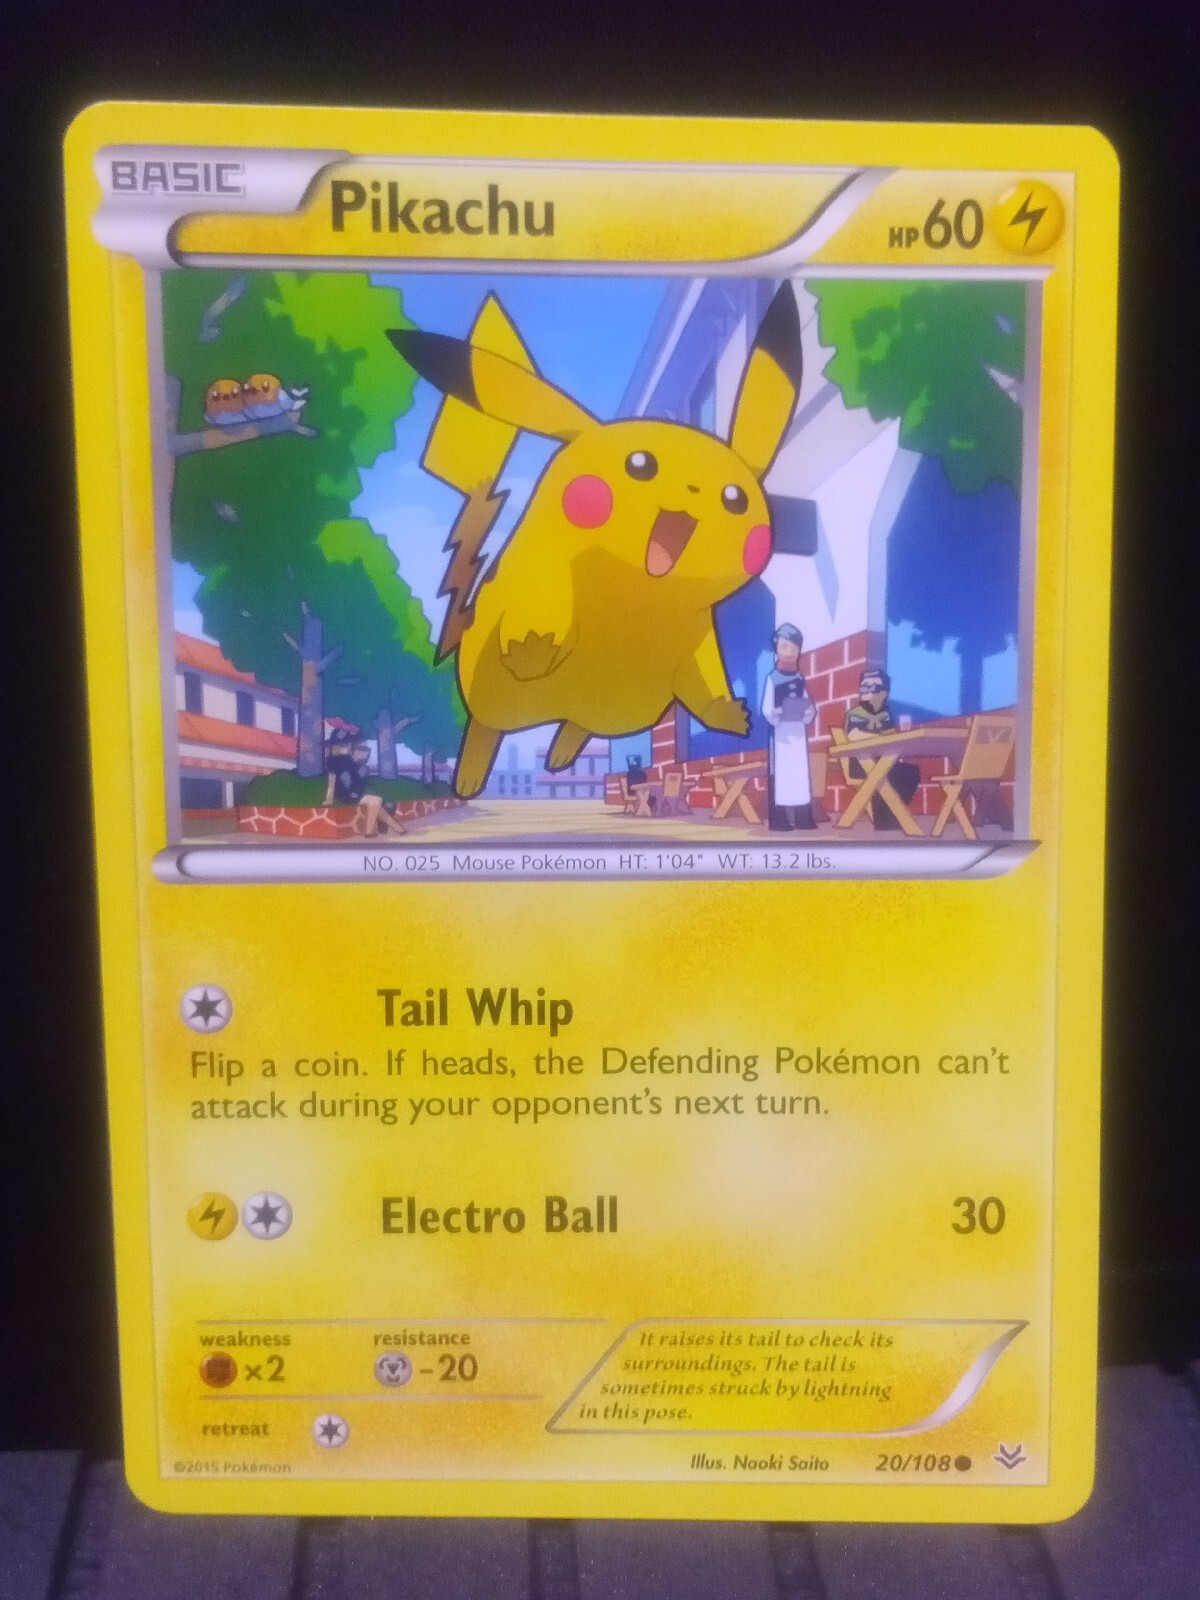 BASIC
Pikachu
HP60
NO. 025 Mouse Pokémon HT: 1'04" WT: 13.2 lbs.
Tail Whip
Flip a coin. If heads, the Defending Pokémon can't
attack during your opponent's next turn.
Electro Ball 30
weakness resistance
×2 -20
It raises its tail to check its
surroundings. The tail is
sometimes struck by lightning
in this pose.
retreat
©2015 Pokémon
Illus. Naoki Saito 20/108